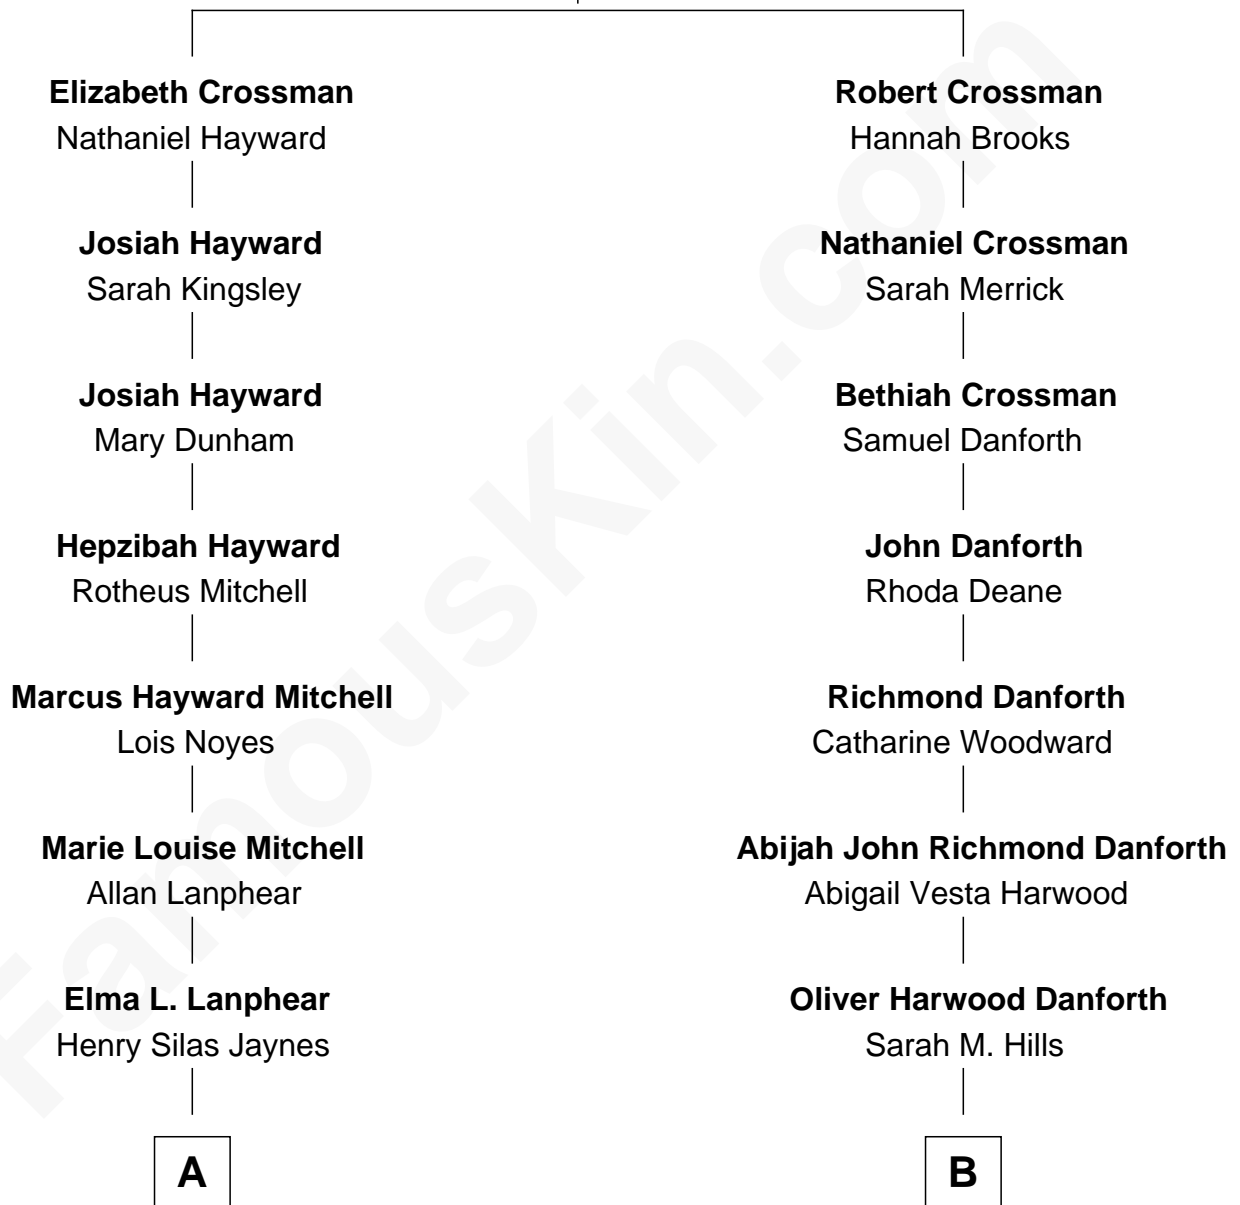 Elizabeth Crossman
Nathaniel Hayward
Josiah Hayward
Sarah Kingsley
Josiah Hayward
Mary Dunham
Hepzibah Hayward
Rotheus Mitchell
Marcus Hayward Mitchell
Lois Noyes
Marie Louise Mitchell
Allan Lanphear
Elma L. Lanphear
Henry Silas Jaynes
A
Robert Crossman
Hannah Brooks
Nathaniel Crossman
Sarah Merrick
Bethiah Crossman
Samuel Danforth
John Danforth
Rhoda Deane
Richmond Danforth
Catharine Woodward
Abijah John Richmond Danforth
Abigail Vesta Harwood
Oliver Harwood Danforth
Sarah M. Hills
B
FamousKin.com